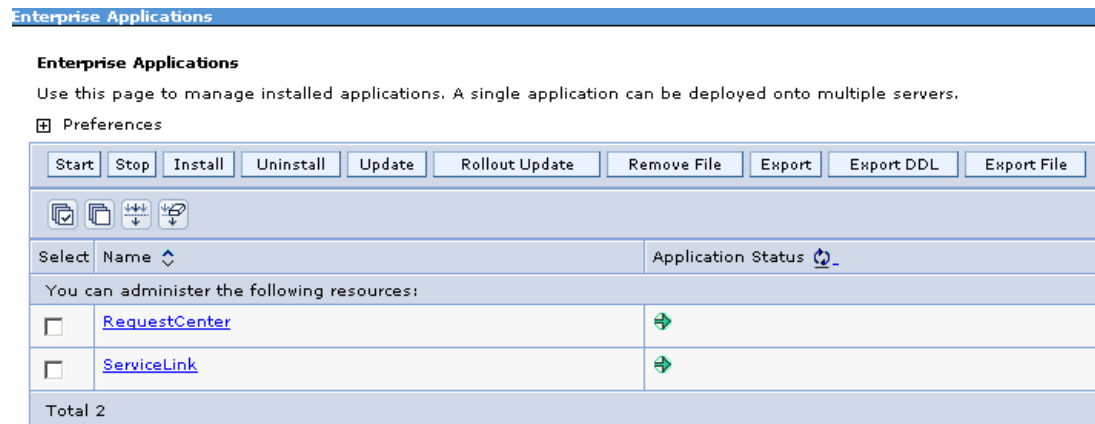 Enterprise Applications
Enterprise Applications
Use this page to manage installed applications. A single application can be deployed onto multiple servers.
Preferences
Start Stop Install Uninstall Update Rollout Update Remove File Export Export DDL Export File
Select Name Application Status
You can administer the following resources:
RequestCenter
ServiceLink
Total 2